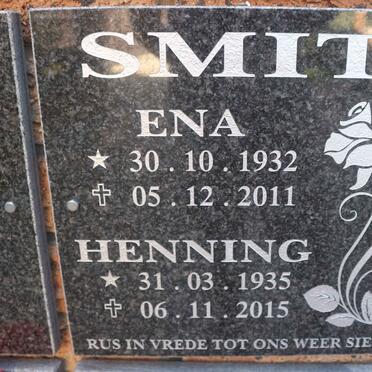 SMIT
ENA
★ 30 . 10 . 1932
✝ 05 . 12 . 2011
HENNING
★ 31 . 03 . 1935
✝ 06 . 11 . 2015
RUS IN VREDE TOT ONS WEER SIE